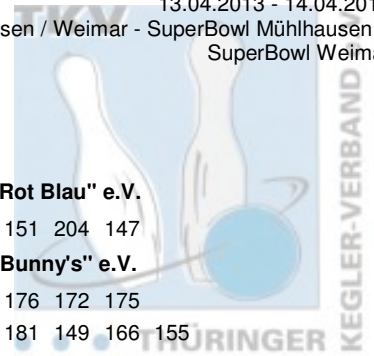 13.04.2013 - 14.04.201
sen / Weimar - SuperBowl Mühlhausen
SuperBowl Weima
TKV
Rot Blau" e.V.
151 204 147
Bunny's" e.V.
176 172 175
181 149 166 155
THÜRINGER
KEGLER-VERBAND